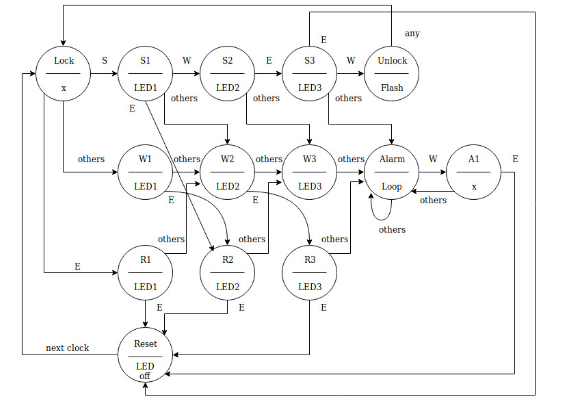 any
E
Lock
x
S
S1
LED1
W
S2
LED2
E
S3
LED3
W
Unlock
Flash
E
others
others
others
others
W1
LED1
others
W2
LED2
others
W3
LED3
others
Alarm
Loop
W
A1
x
E
others
E
E
others
others
others
others
E
R1
LED1
R2
LED2
R3
LED3
E
E
E
next clock
Reset
LED
off